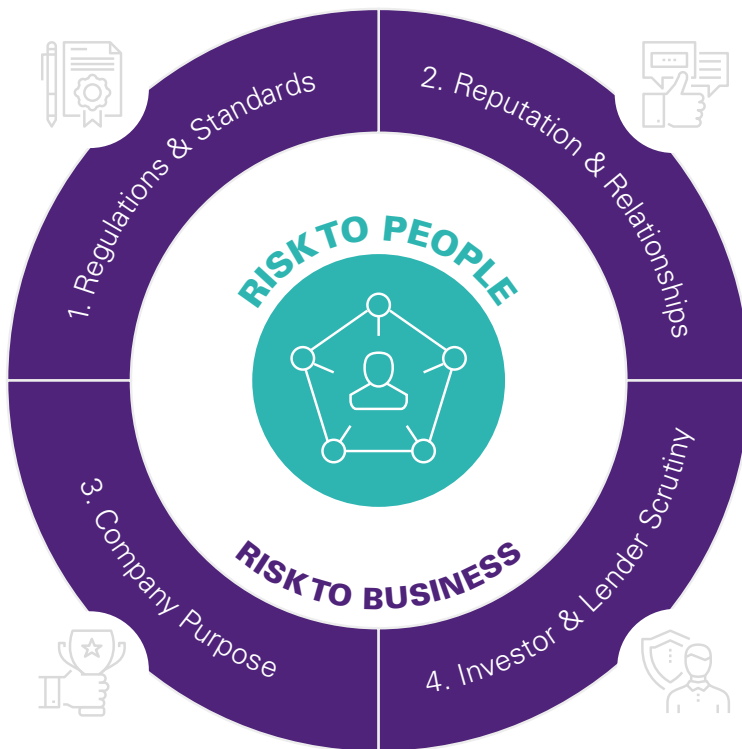 1. Regulations & Standards
2. Reputation & Relationships
RISK TO PEOPLE
RISK TO BUSINESS
3. Company Purpose
4. Investor & Lender Scrutiny